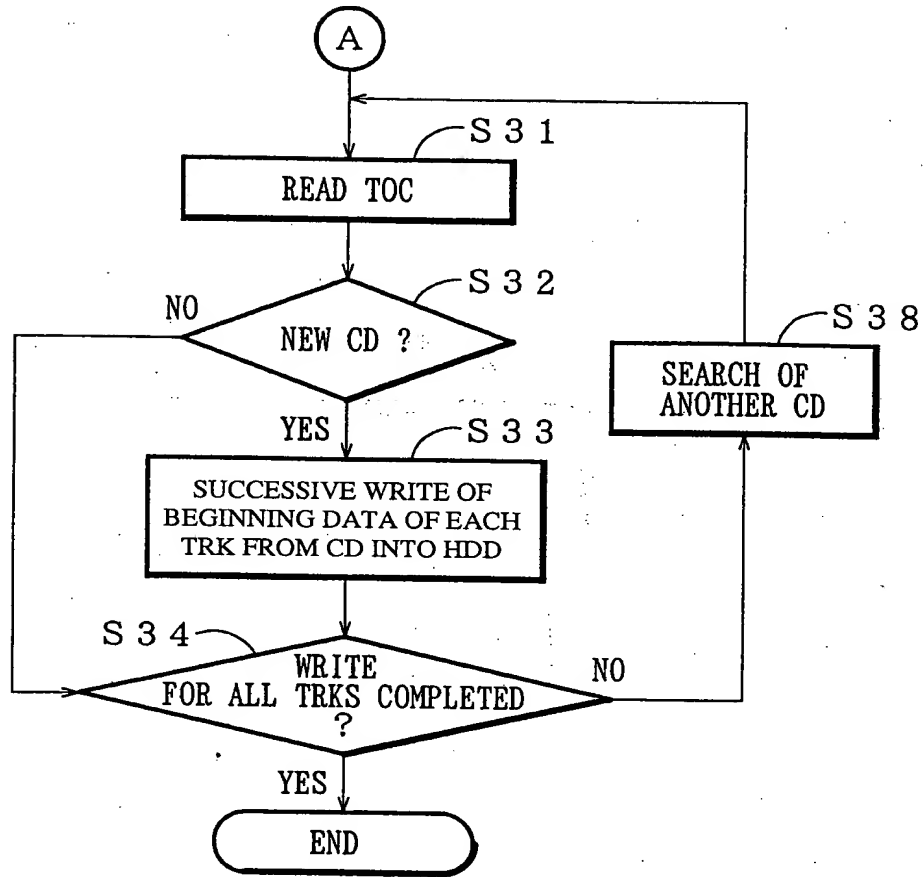 A
S31
READ TOC
S32
NO
NEW CD ?
S38
SEARCH OF
ANOTHER CD
YES
S33
SUCCESSIVE WRITE OF
BEGINNING DATA OF EACH
TRK FROM CD INTO HDD
S34
WRITE
FOR ALL TRKS COMPLETED
?
NO
YES
END